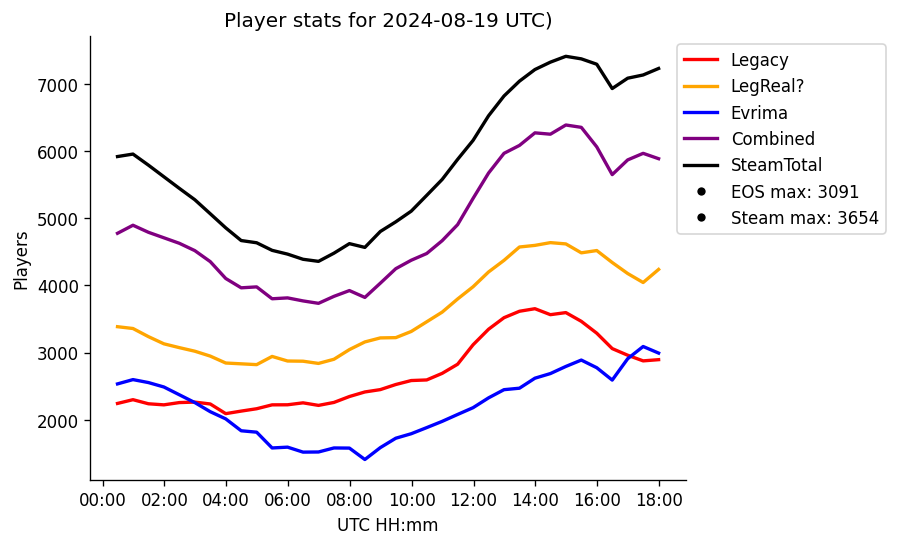 Player stats for 2024-08-19 UTC)
Legacy
LegReal?
Evrima
Combined
SteamTotal
EOS max: 3091
Steam max: 3654
Players
7000
6000
5000
4000
3000
2000
00:00 02:00 04:00 06:00 08:00 10:00 12:00 14:00 16:00 18:00
UTC HH:mm